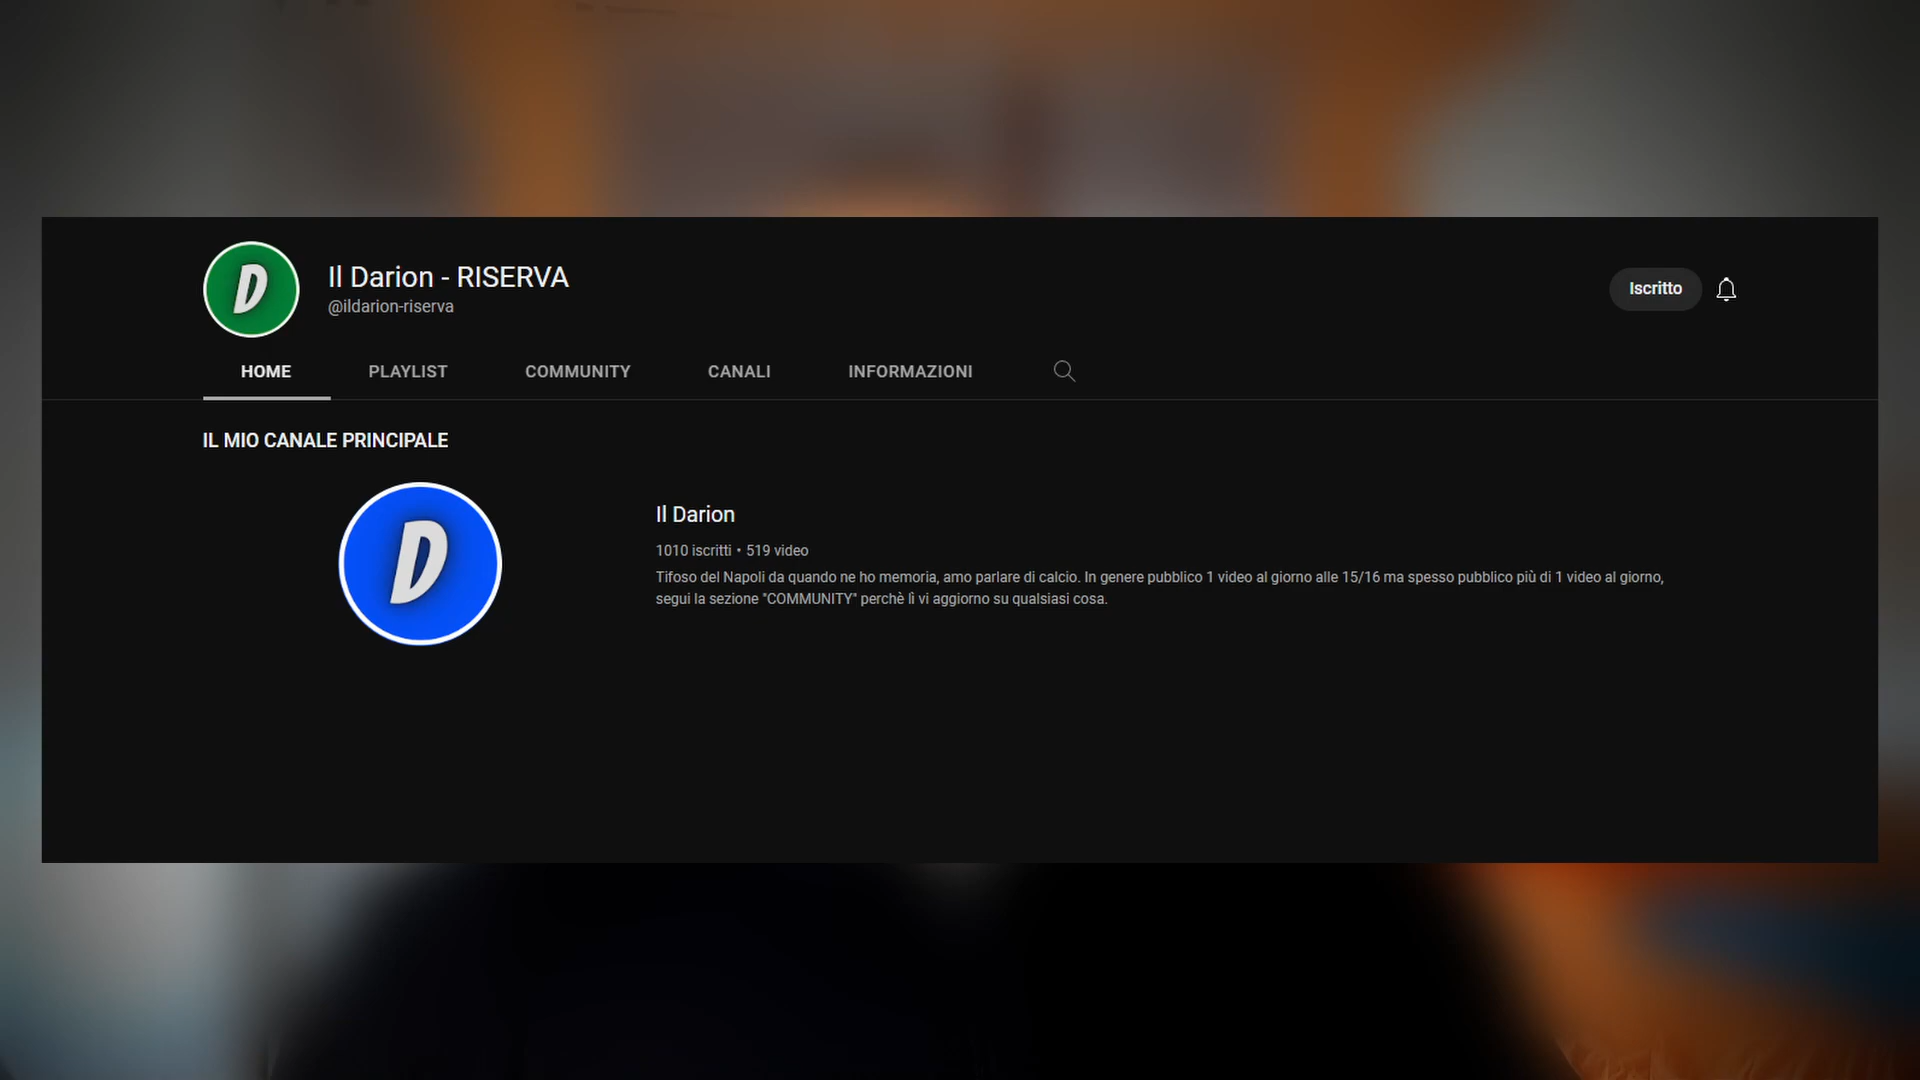 D
Il Darion - RISERVA
@ildarion-riserva
Iscritto
HOME
PLAYLIST
COMMUNITY
CANALI
INFORMAZIONI
IL MIO CANALE PRINCIPALE
D
Il Darion
1010 iscritti • 519 video
Tifoso del Napoli da quando ne ho memoria, amo parlare di calcio. In genere pubblico 1 video al giorno alle 15/16 ma spesso pubblico più di 1 video al giorno,
segui la sezione "COMMUNITY" perchè lì vi aggiorno su qualsiasi cosa.